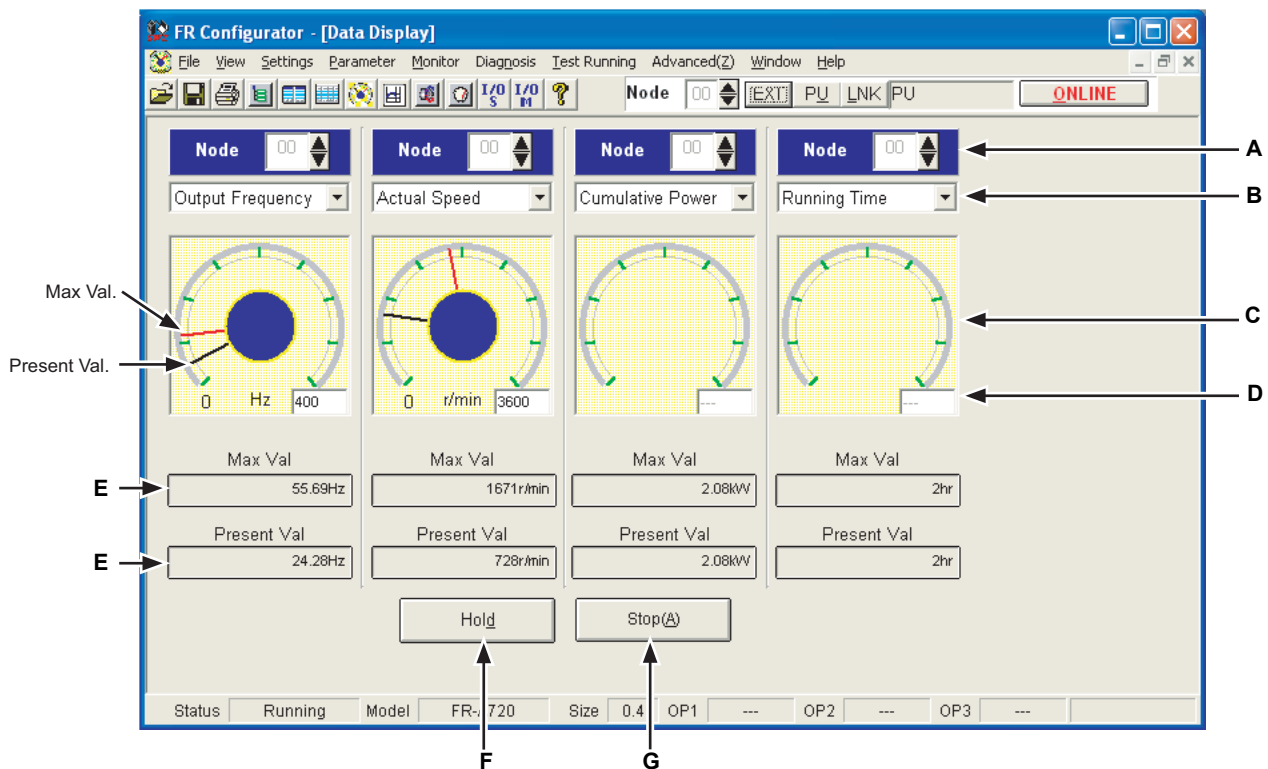 FR Configurator - [Data Display]
File View Settings Parameter Monitor Diagnosis Test Running Advanced(Z) Window Help
I/O S I/O M ? Node 00 EXT PU LNK PU ONLINE
Node 00 Node 00 Node 00 Node 00 A
Output Frequency Actual Speed Cumulative Power Running Time B
Max Val.
C
Present Val.
0 Hz 400 0 r/min 3600 --- --- D
Max Val Max Val Max Val Max Val
E 55.69Hz 1671r/min 2.08kW 2hr
Present Val Present Val Present Val Present Val
E 24.28Hz 728r/min 2.08kW 2hr
Hold Stop(A)
Status Running Model FR-A720 Size 0.4 OP1 --- OP2 --- OP3 ---
F G